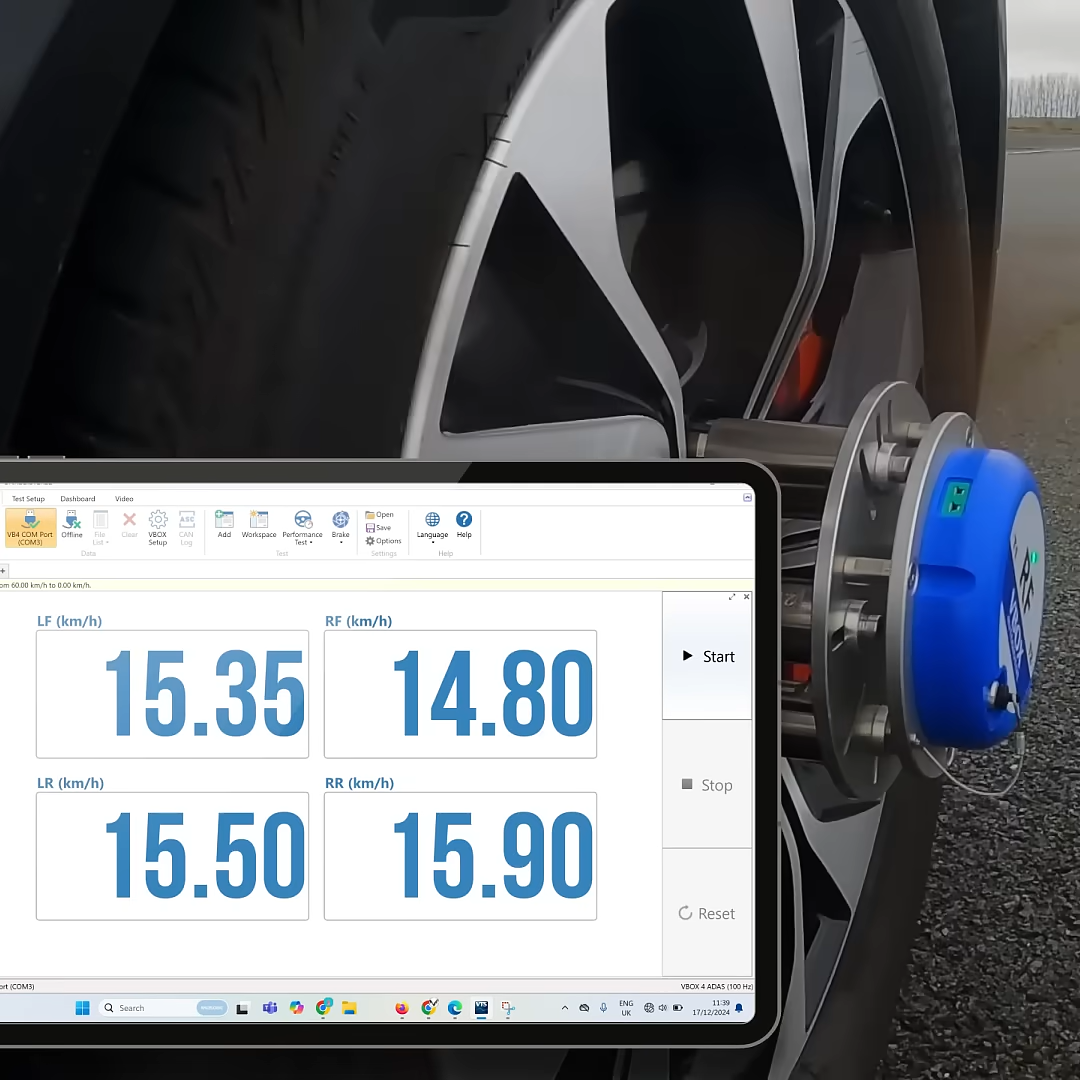 Test Setup Dashboard Video
VB4 COM Port (COM3)
Offline
File List
Clear
VBOX Setup
CAN Log
Data
Add
Workspace
Performance Test
Brake
Test
Open
Save
Options
Settings
Language
Help
Help
+
om 60.00 km/h to 0.00 km/h.
LF (km/h)
15.35
RF (km/h)
14.80
LR (km/h)
15.50
RR (km/h)
15.90
Start
Stop
Reset
ort (COM3)
VBOX 4 ADAS (100 Hz)
Search
ENG
UK
11:39
17/12/2024
RF
VBOX